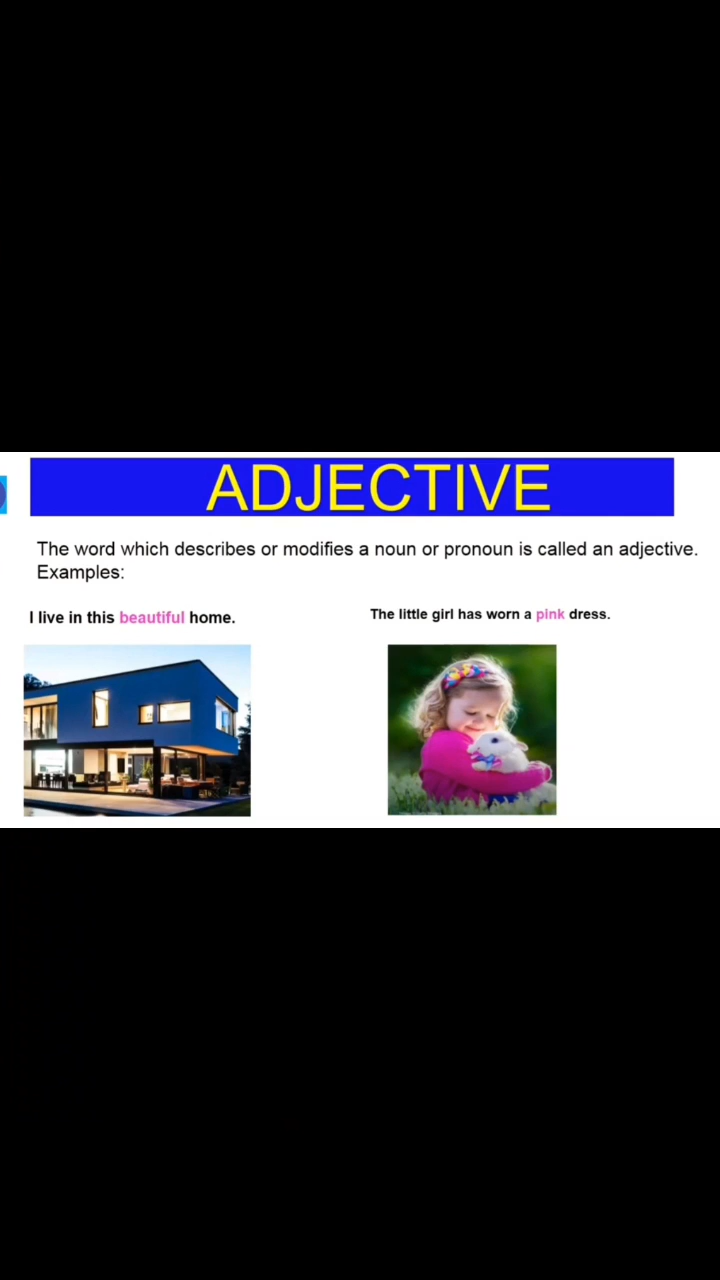 ADJECTIVE
The word which describes or modifies a noun or pronoun is called an adjective.
Examples:
I live in this beautiful home.
The little girl has worn a pink dress.